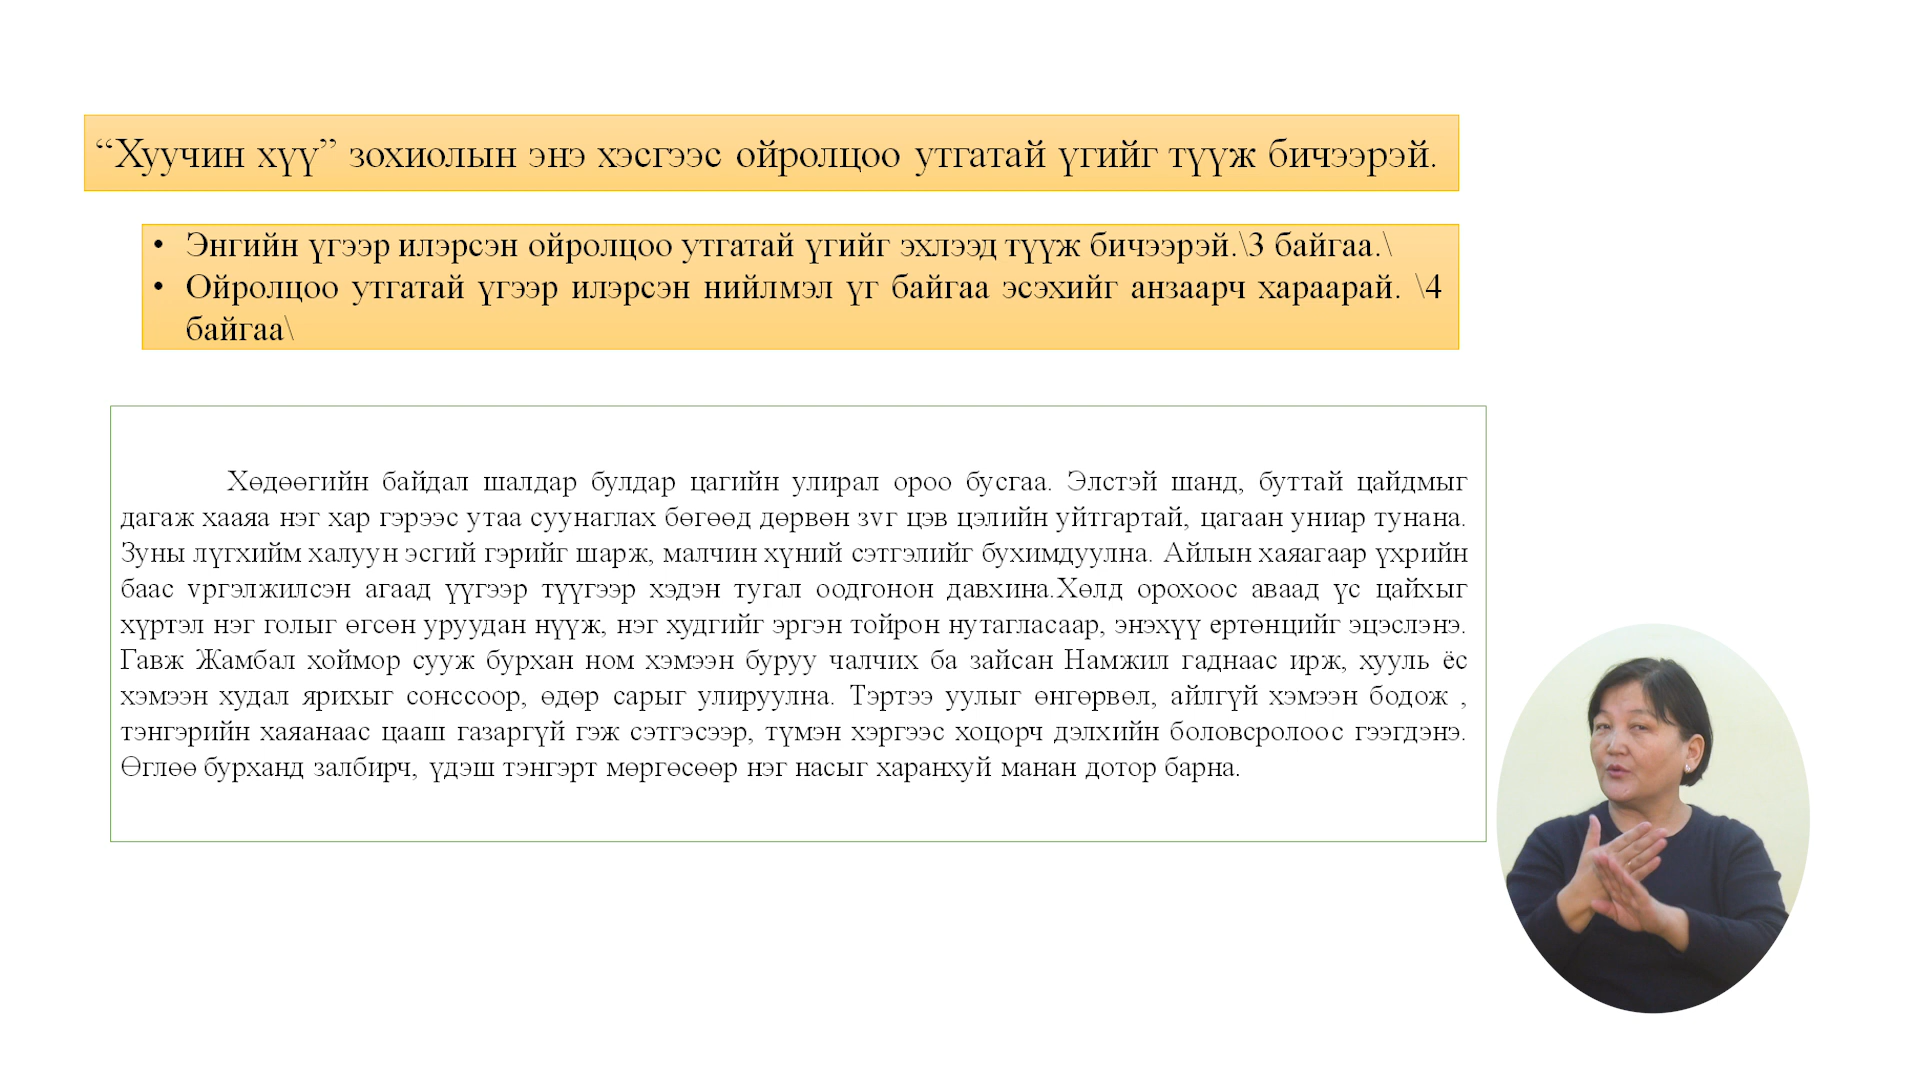 “Хуучин хүү” зохиолын энэ хэсгээс ойролцоо утгатай үгийг түүж бичээрэй.
• Энгийн үгээр илэрсэн ойролцоо утгатай үгийг эхлээд түүж бичээрэй.\3 байгаа.\
• Ойролцоо утгатай үгээр илэрсэн нийлмэл үг байгаа эсэхийг анзаарч хараарай. \4
байгаа\
Хөдөөгийн байдал шалдар булдар цагийн улирал ороо бусгаа. Элстэй шанд, буттай цайдмыг
дагаж хааяа нэг хар гэрээс утаа суунаглах бөгөөд дөрвөн зvг цэв цэлийн уйтгартай, цагаан униар тунана.
Зуны лүгхийм халуун эсгий гэрийг шарж, малчин хүний сэтгэлийг бухимдуулна. Айлын хаяагаар үхрийн
баас vргэлжилсэн агаад үүгээр түүгээр хэдэн тугал оодгонон давхина.Хөлд орохоос аваад үс цайхыг
хүртэл нэг голыг өгсөн уруудан нүүж, нэг худгийг эргэн тойрон нутагласаар, энэхүү ертөнцийг эцэслэнэ.
Гавж Жамбал хоймор сууж бурхан ном хэмээн буруу чалчих ба зайсан Намжил гаднаас ирж, хууль ёс
хэмээн худал ярихыг сонссоор, өдөр сарыг улируулна. Тэртээ уулыг өнгөрвөл, айлгүй хэмээн бодож ,
тэнгэрийн хаяанаас цааш газаргүй гэж сэтгэсээр, түмэн хэргээс хоцорч дэлхийн боловсролоос гээгдэнэ.
Өглөө бурханд залбирч, үдэш тэнгэрт мөргөсөөр нэг насыг харанхуй манан дотор барна.